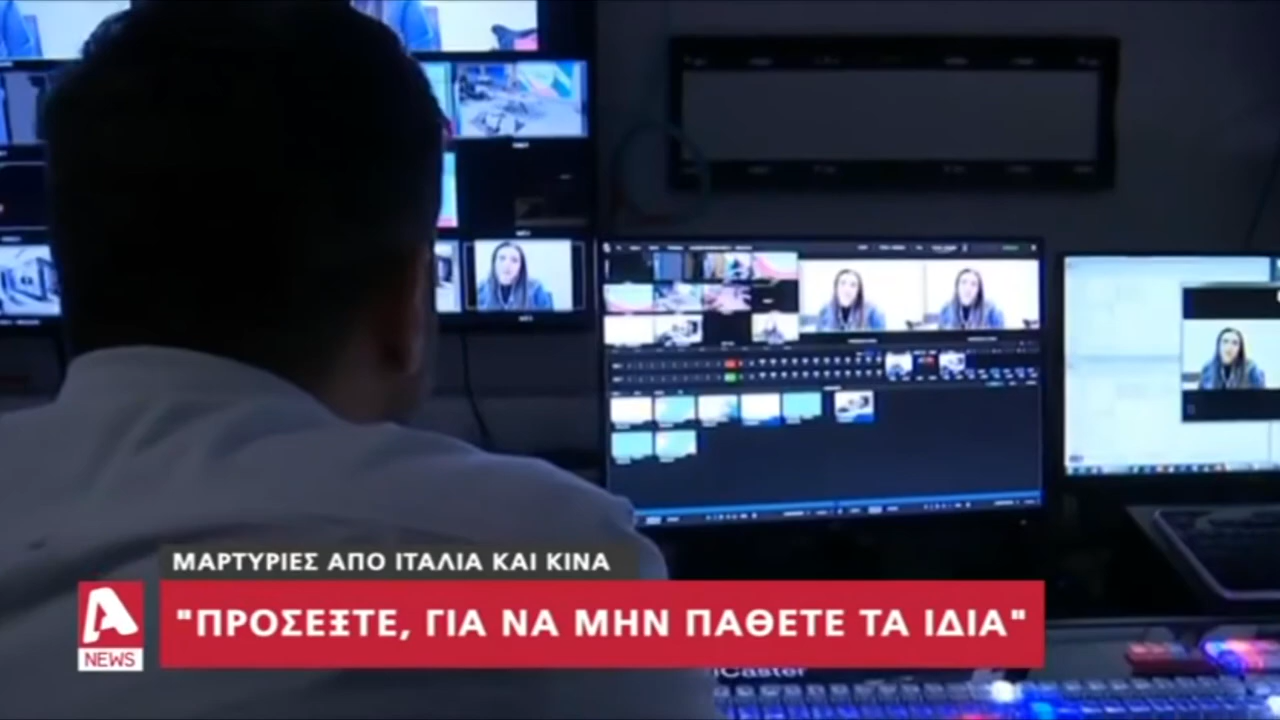 ΜΑΡΤΥΡΙΕΣ ΑΠΟ ΙΤΑΛΙΑ ΚΑΙ ΚΙΝΑ
"ΠΡΟΣΕΞΤΕ, ΓΙΑ ΝΑ ΜΗΝ ΠΑΘΕΤΕ ΤΑ ΙΔΙΑ"
NEWS